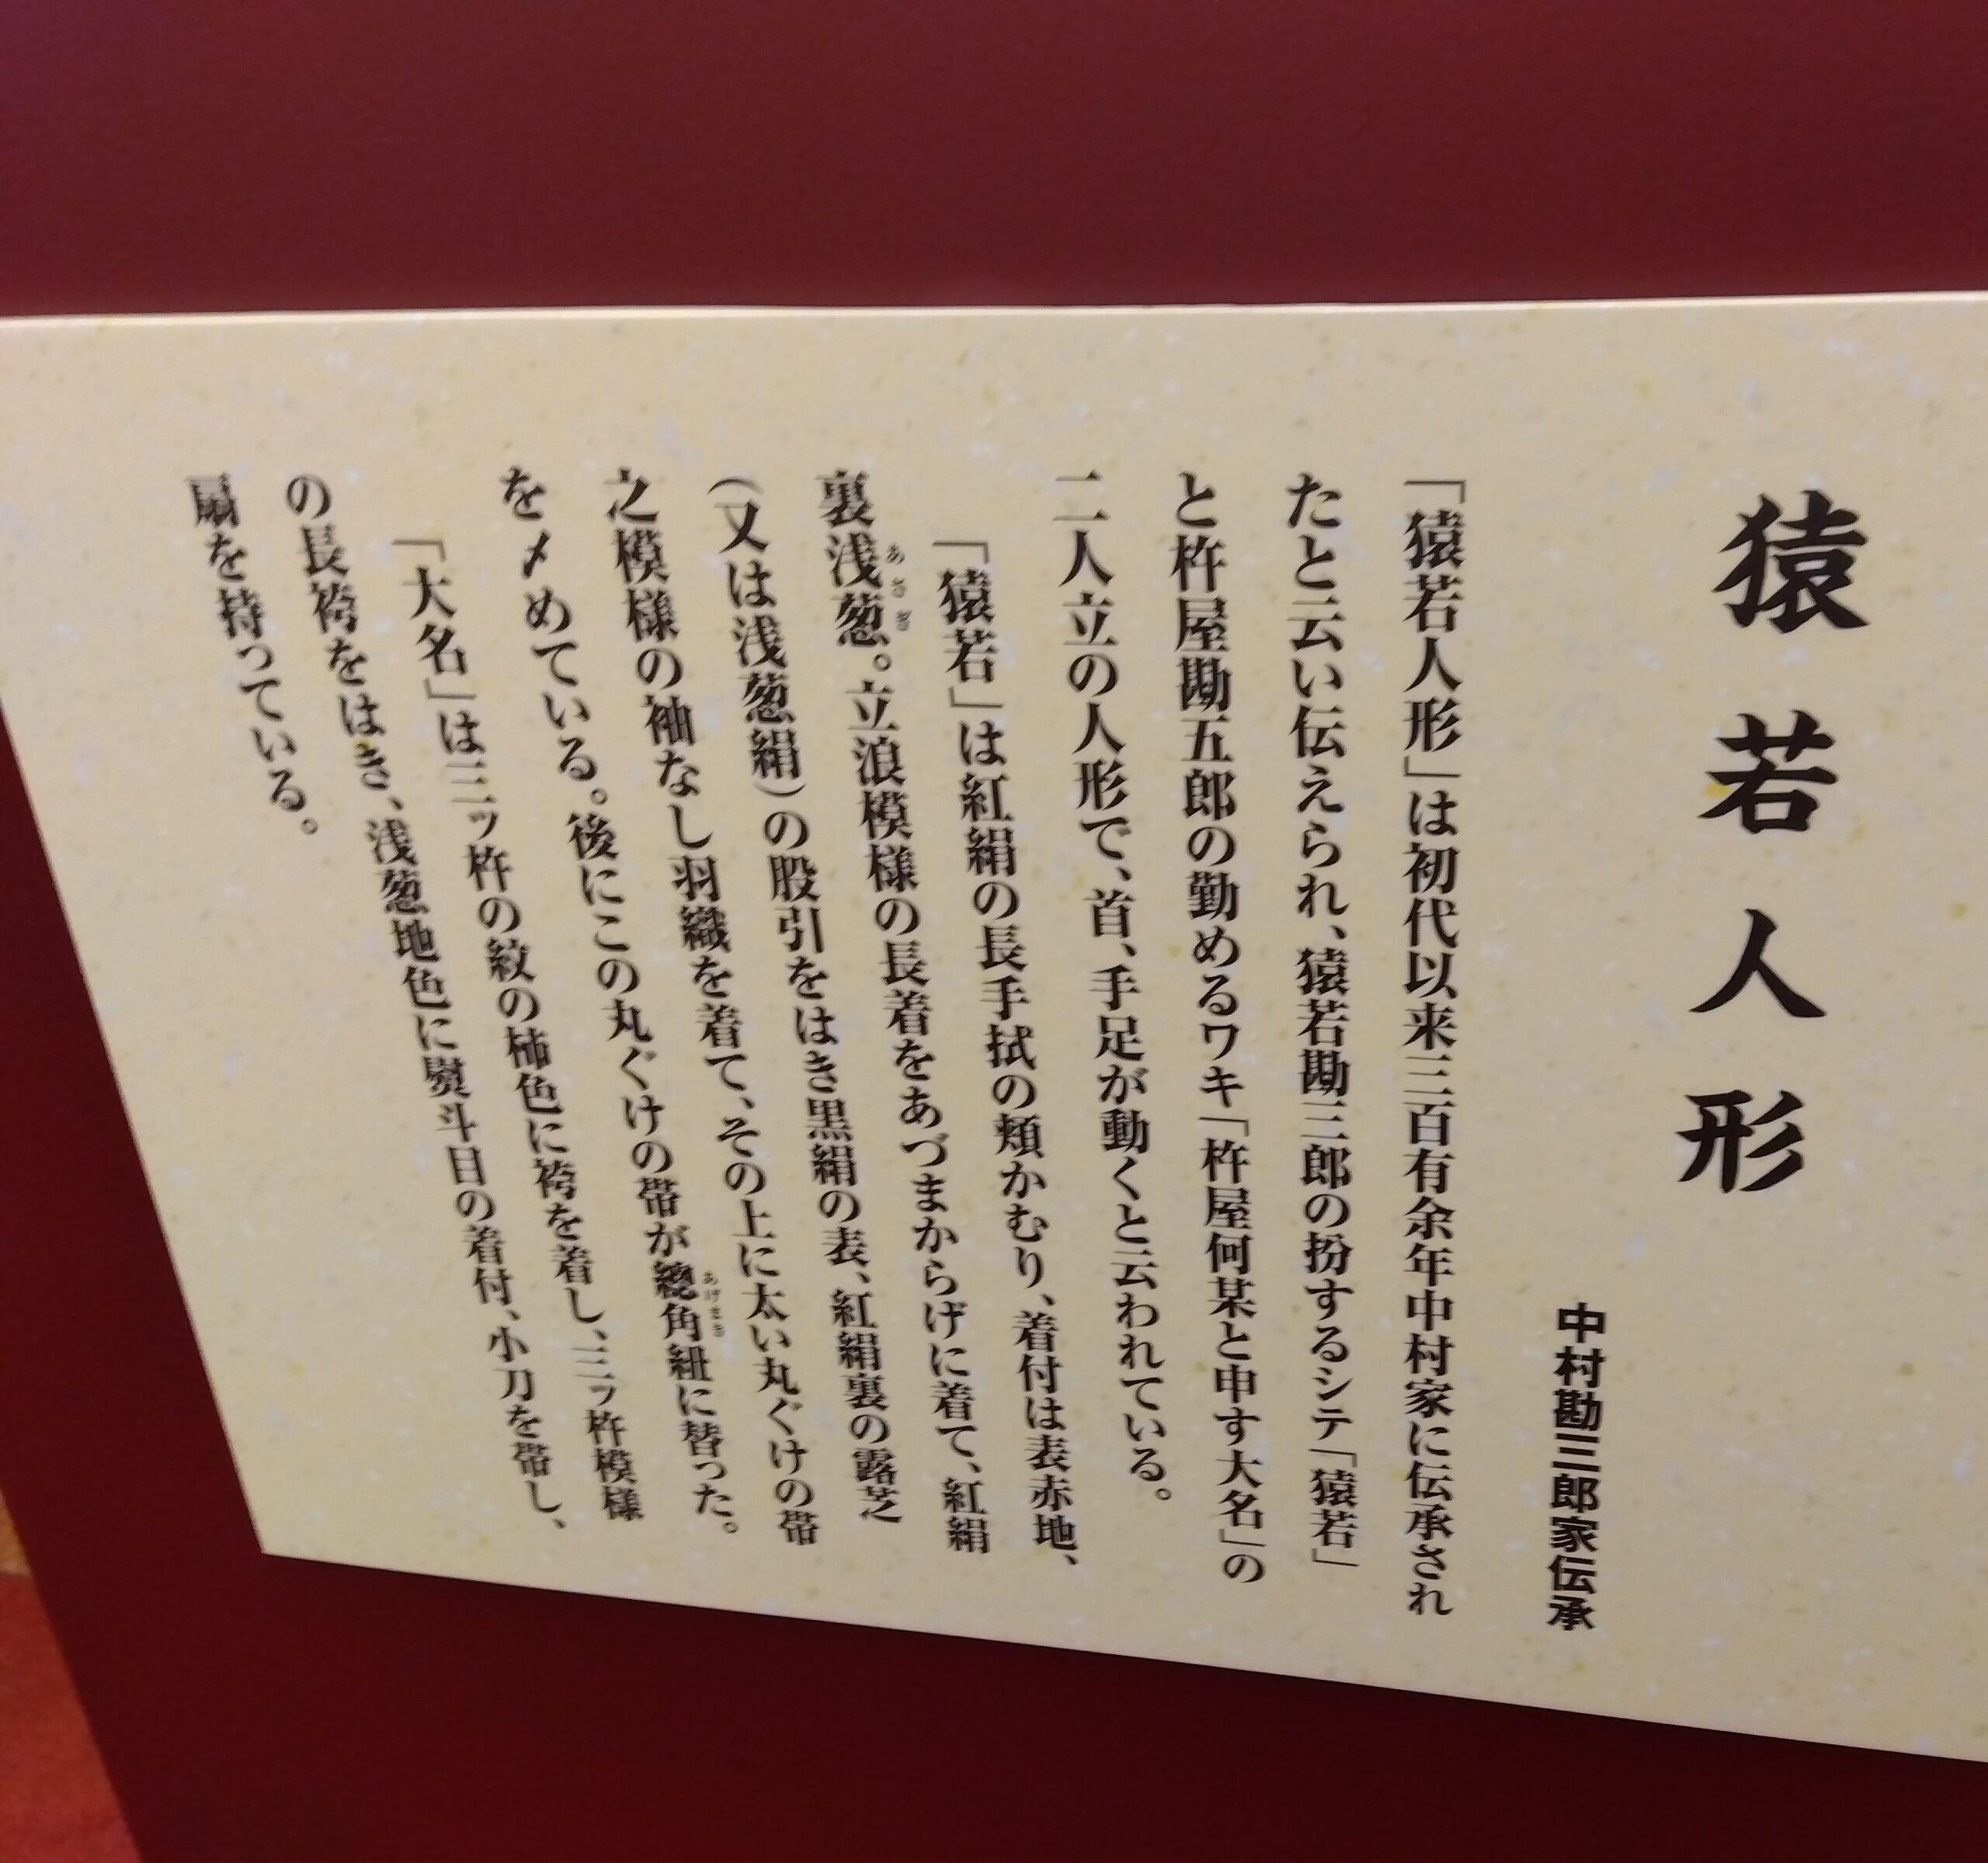 猿若人形
中村勘三郎家伝承
「猿若人形」は初代以来三百有余年中村家に伝承され
たと云い伝えられ、猿若勘三郎の扮するシテ「猿若」
と杵屋勘五郎の勤めるワキ「杵屋何某と申す大名」の
二人立の人形で、首、手足が動くと云われている。
「猿若」は紅絹の長手拭の頬かむり、着付は表赤地、
裏浅葱。立浪模様の長着をあづまからげに着て、紅絹
あさぎ
(又は浅葱絹)の股引をはき黒絹の表、紅絹裏の露芝
之模様の袖なし羽織を着て、その上に太い丸ぐけの帯
を〆めている。後にこの丸ぐけの帯が總角紐に替った。
あげまき
「大名」は三ッ杵の紋の柿色に袴を着し、三ッ杵模様
の長袴をはき、浅葱地色に熨斗目の着付、小刀を帯し、
扇を持っている。